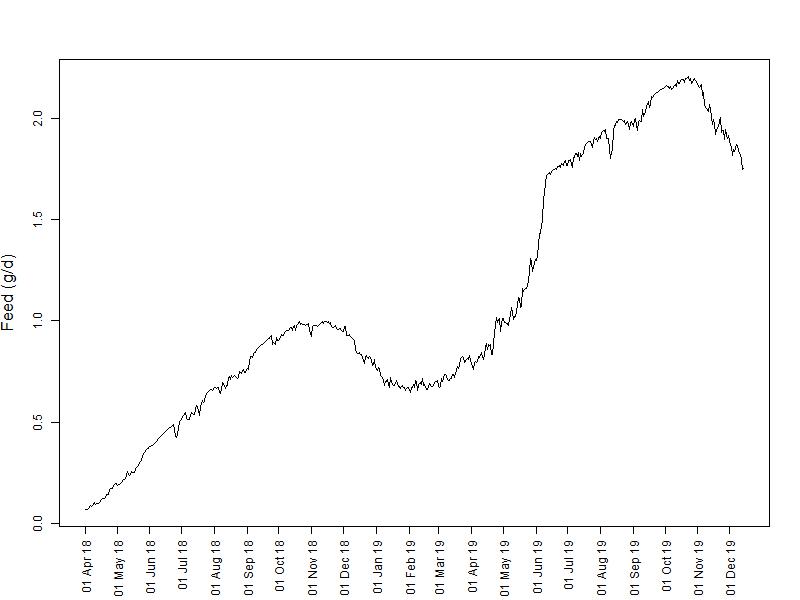 Feed (g/d)
2.0
1.5
1.0
0.5
0.0
01 Apr 18
01 May 18
01 Jun 18
01 Jul 18
01 Aug 18
01 Sep 18
01 Oct 18
01 Nov 18
01 Dec 18
01 Jan 19
01 Feb 19
01 Mar 19
01 Apr 19
01 May 19
01 Jun 19
01 Jul 19
01 Aug 19
01 Sep 19
01 Oct 19
01 Nov 19
01 Dec 19